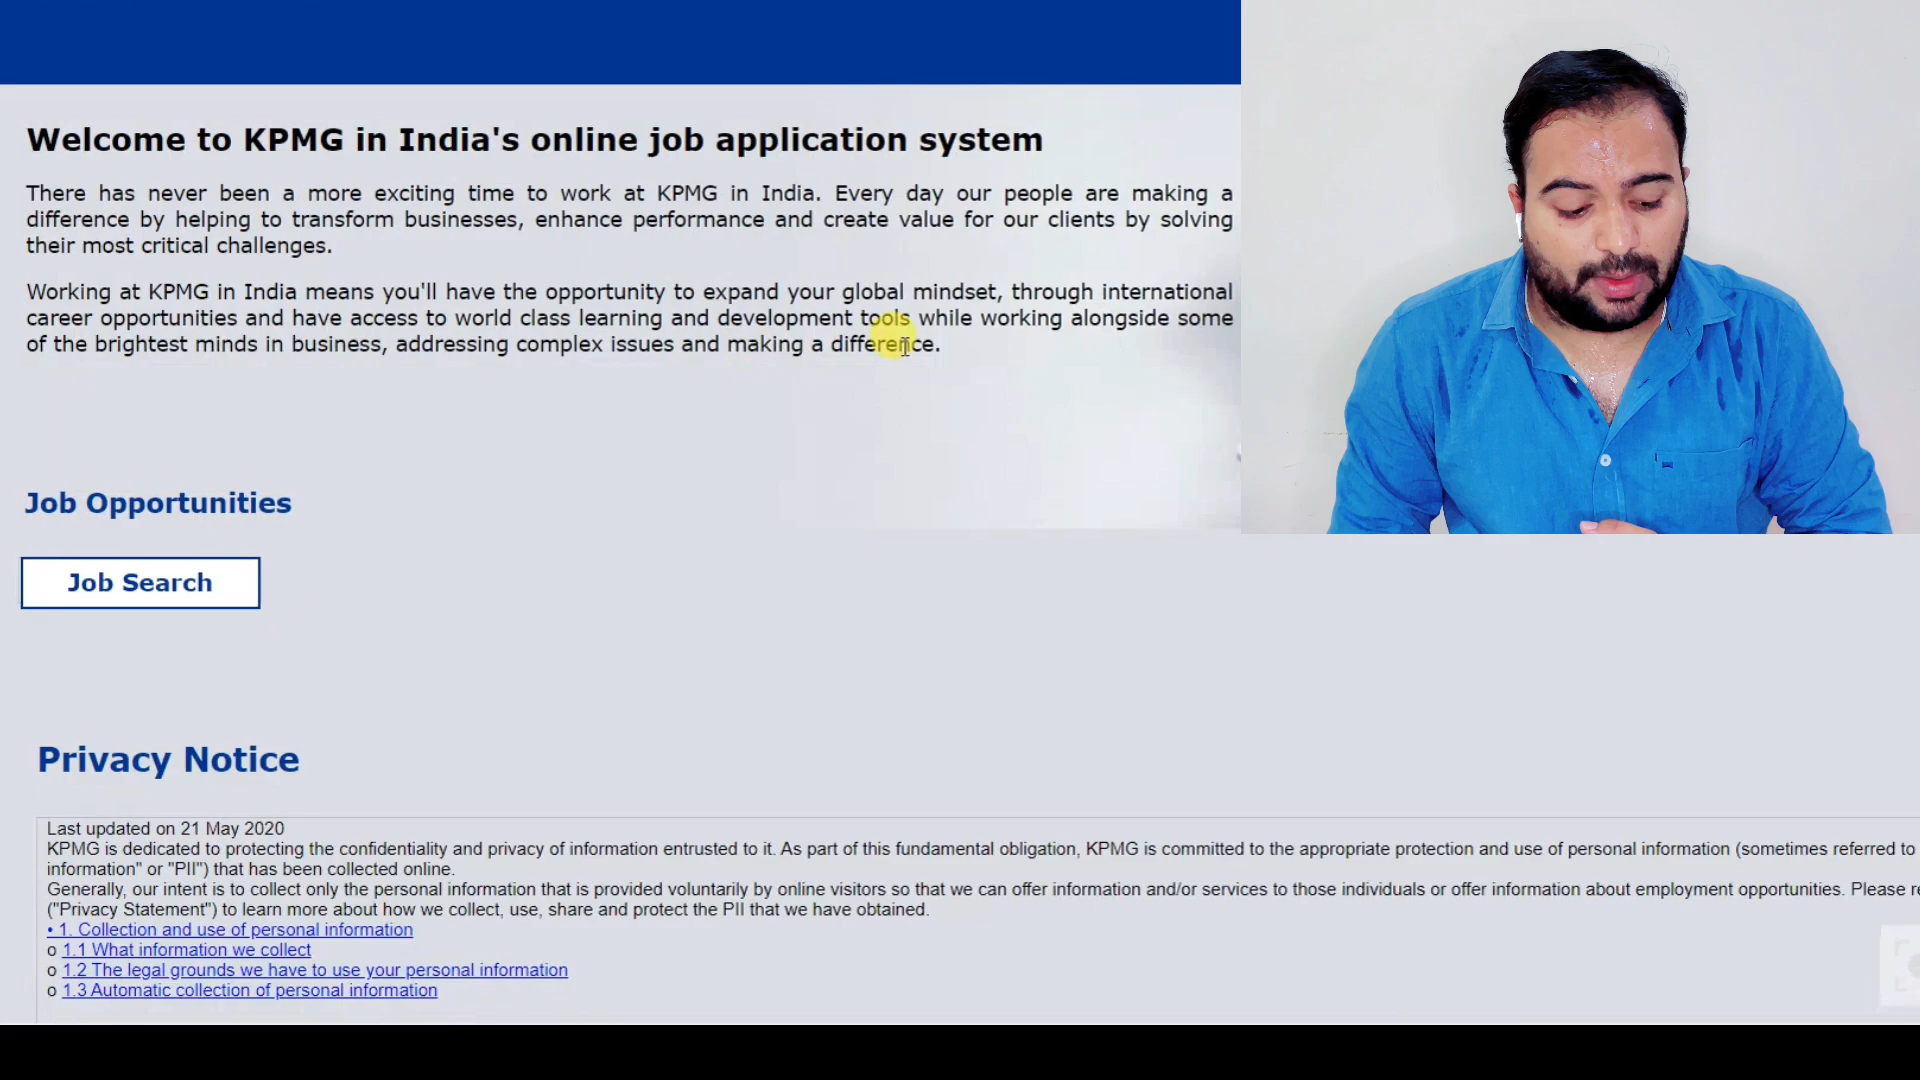 Welcome to KPMG in India's online job application system
There has never been a more exciting time to work at KPMG in India. Every day our people are making a
difference by helping to transform businesses, enhance performance and create value for our clients by solving
their most critical challenges.
Working at KPMG in India means you'll have the opportunity to expand your global mindset, through international
career opportunities and have access to world class learning and development tools while working alongside some
of the brightest minds in business, addressing complex issues and making a difference.
Job Opportunities
Job Search
Privacy Notice
Last updated on 21 May 2020
KPMG is dedicated to protecting the confidentiality and privacy of information entrusted to it. As part of this fundamental obligation, KPMG is committed to the appropriate protection and use of personal information (sometimes referred to
information" or "PII") that has been collected online.
Generally, our intent is to collect only the personal information that is provided voluntarily by online visitors so that we can offer information and/or services to those individuals or offer information about employment opportunities. Please
("Privacy Statement") to learn more about how we collect, use, share and protect the PII that we have obtained.
• 1. Collection and use of personal information
o 1.1 What information we collect
o 1.2 The legal grounds we have to use your personal information
o 1.3 Automatic collection of personal information